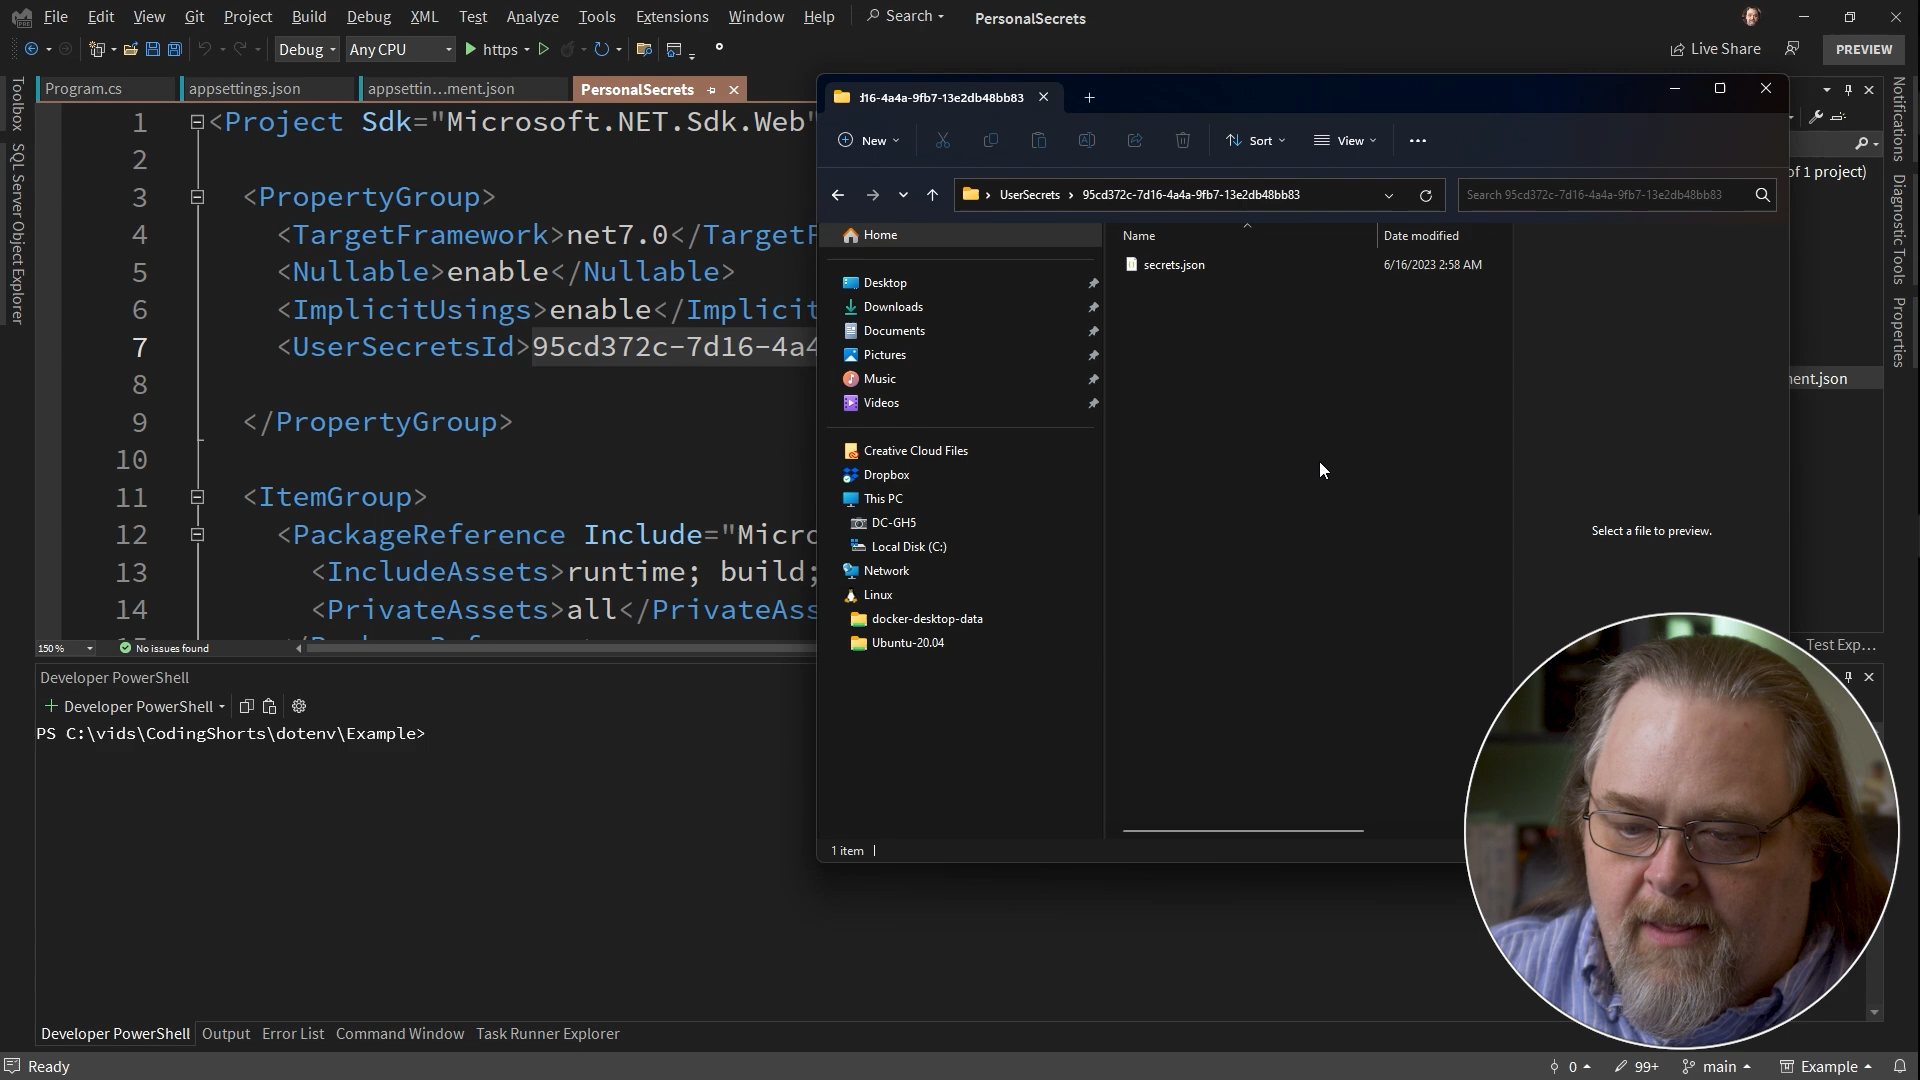 File Edit View Git Project Build Debug XML Test Analyze Tools Extensions Window Help Search PersonalSecrets
Debug Any CPU https Live Share PREVIEW
Toolbox
SQL Server Object Explorer
Program.cs appsettings.json appsettin...ment.json PersonalSecrets
1 <Project Sdk="Microsoft.NET.Sdk.Web"
2
3 <PropertyGroup>
4 <TargetFramework>net7.0</TargetF
5 <Nullable>enable</Nullable>
6 <ImplicitUsings>enable</Implicit
7 <UserSecretsId>95cd372c-7d16-4a4
8
9 </PropertyGroup>
10
11 <ItemGroup>
12 <PackageReference Include="Micro
13 <IncludeAssets>runtime; build;
14 <PrivateAssets>all</PrivateAss
150 % No issues found
Developer PowerShell
Developer PowerShell
PS C:\vids\CodingShorts\dotenv\Example>
Developer PowerShell Output Error List Command Window Task Runner Explorer
Ready 0 99+ main Example
d16-4a4a-9fb7-13e2db48bb83
New Sort View
UserSecrets 95cd372c-7d16-4a4a-9fb7-13e2db48bb83 Search 95cd372c-7d16-4a4a-9fb7-13e2db48bb83
Home
Desktop
Downloads
Documents
Pictures
Music
Videos
Creative Cloud Files
Dropbox
This PC
DC-GH5
Local Disk (C:)
Network
Linux
docker-desktop-data
Ubuntu-20.04
Name Date modified
secrets.json 6/16/2023 2:58 AM
Select a file to preview.
1 item
of 1 project)
ent.json
Test Exp...
Notifications
Diagnostic Tools
Properties